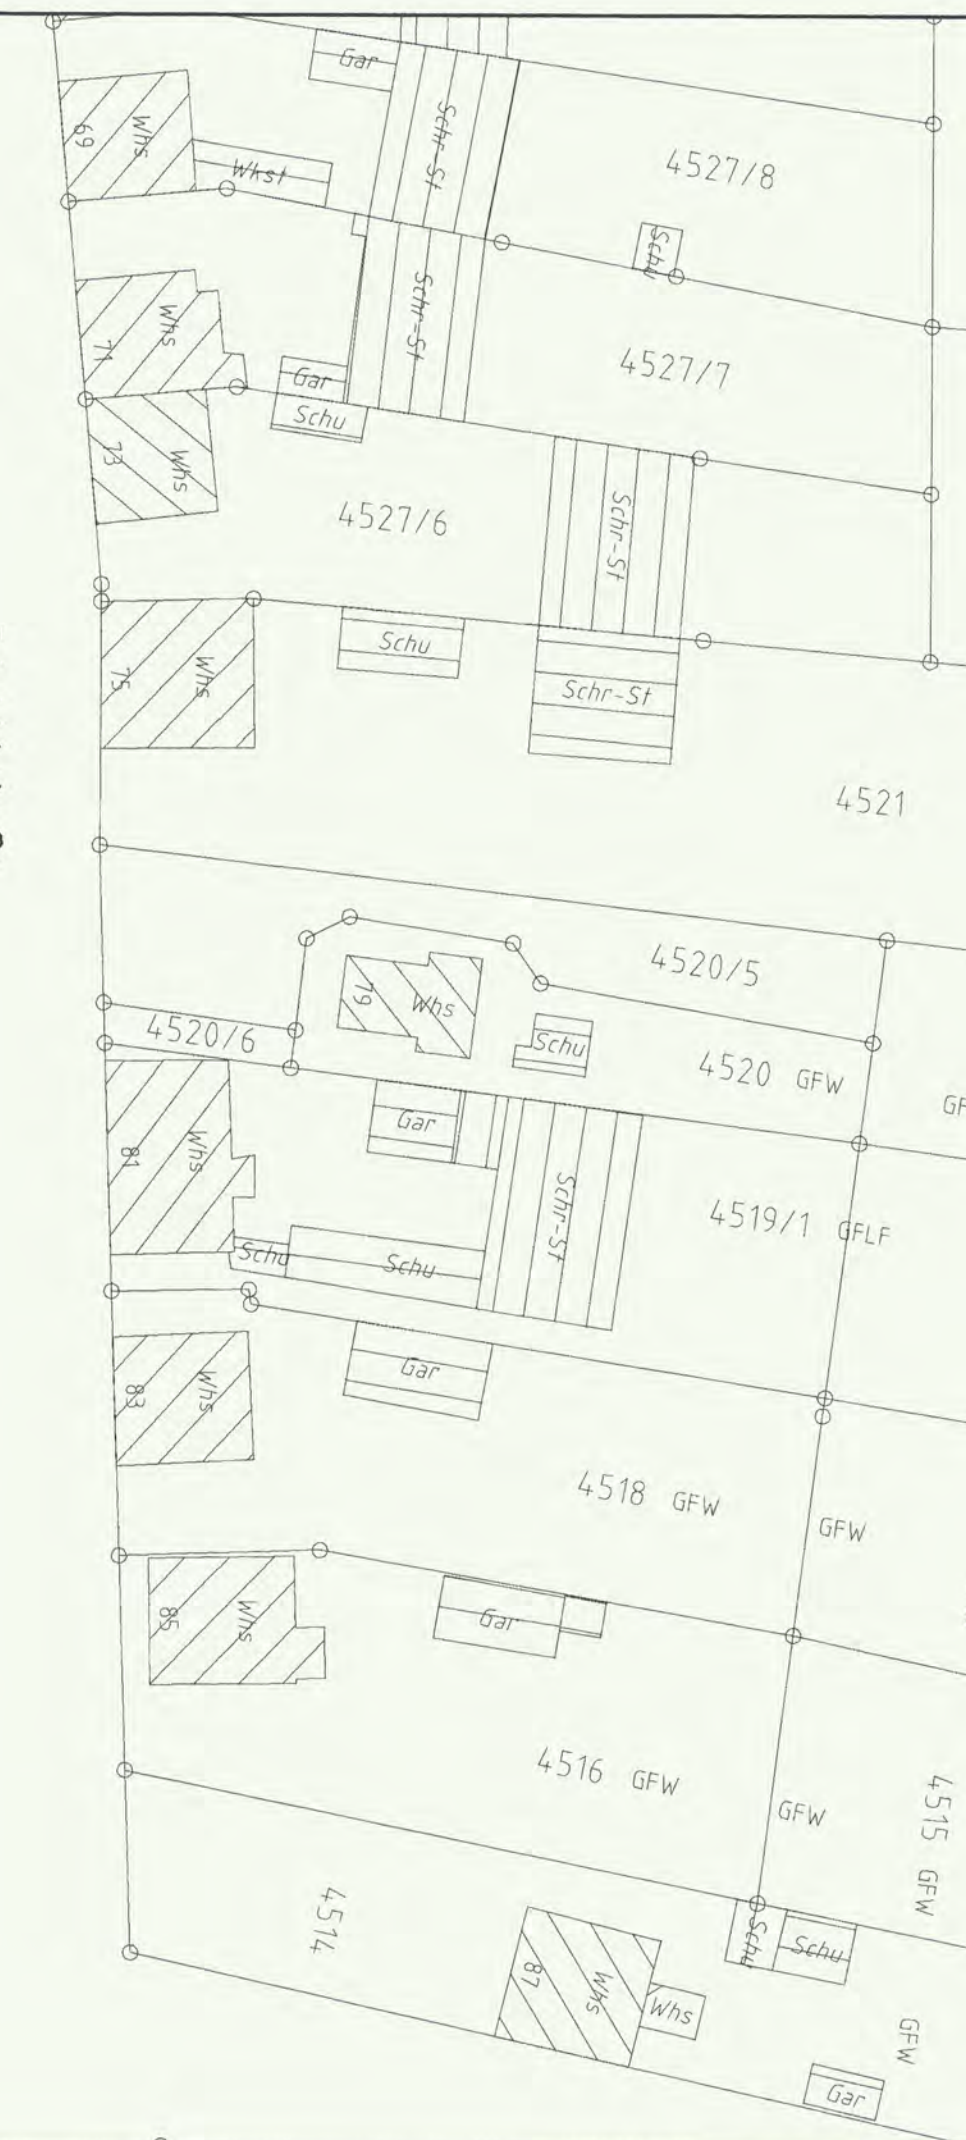 Gar
Schr-St
4527/8
Whs
69
Wkst
Schu
Schr-St
Whs
71
4527/7
Gar
Schu
Whs
73
4527/6
Schr-St
Schu
Whs
75
Schr-St
4521
4520/5
79
Whs
4520/6
Schu
4520 GFW
Gar
Whs
81
Schr-St
4519/1 GFLF
Schu
Schu
Gar
Whs
83
4518 GFW
GFW
Whs
85
Gar
4516 GFW
GFW
4515 GFW
4514
Schu
Schu
87
Whs
Whs
GFW
Gar